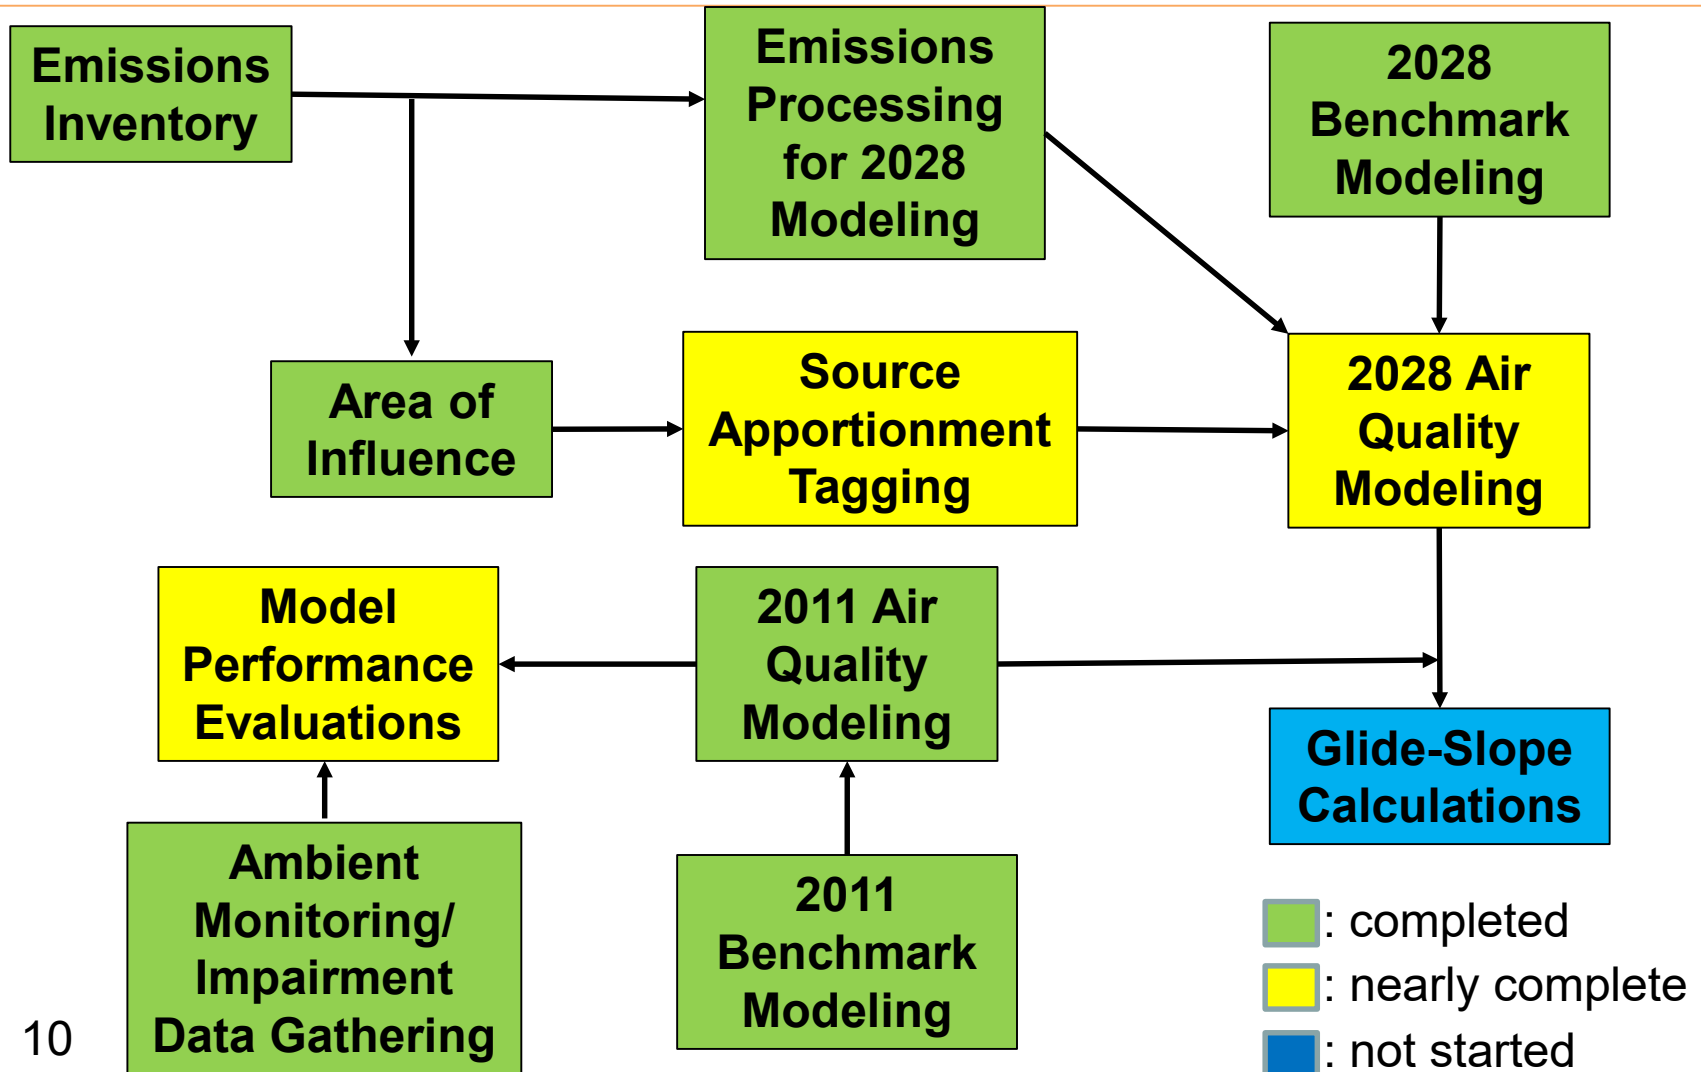 Emissions
Inventory
Emissions
Processing
for 2028
Modeling
2028
Benchmark
Modeling
Area of
Influence
Source
Apportionment
Tagging
2028 Air
Quality
Modeling
Model
Performance
Evaluations
2011 Air
Quality
Modeling
Glide-Slope
Calculations
Ambient
Monitoring/
Impairment
Data Gathering
2011
Benchmark
Modeling
: completed
: nearly complete
: not started
10